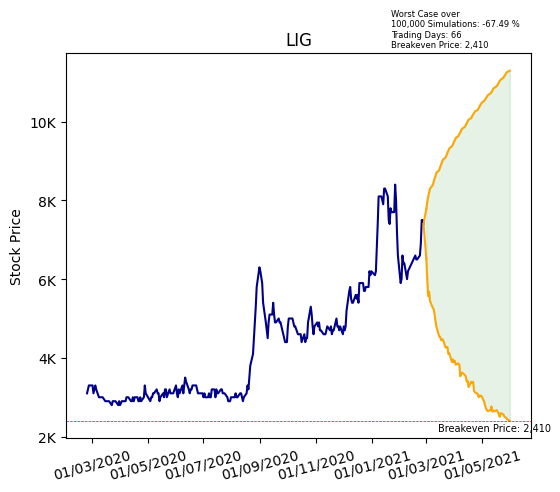 Worst Case over
100,000 Simulations: -67.49 %
Trading Days: 66
Breakeven Price: 2,410
LIG
Stock Price
10K
8K
6K
4K
2K
Breakeven Price: 2,410
01/03/2020
01/05/2020
01/07/2020
01/09/2020
01/11/2020
01/01/2021
01/03/2021
01/05/2021